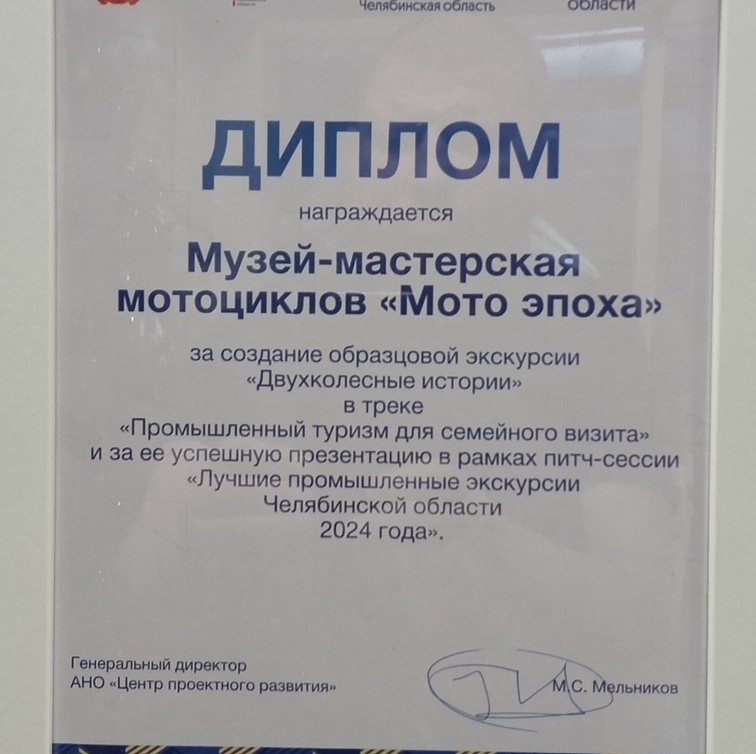 Челябинская область
области
ДИПЛОМ
награждается
Музей-мастерская
мотоциклов «Мото эпоха»
за создание образцовой экскурсии
«Двухколесные истории»
в треке
«Промышленный туризм для семейного визита»
и за ее успешную презентацию в рамках питч-сессии
«Лучшие промышленные экскурсии
Челябинской области
2024 года».
Генеральный директор
АНО «Центр проектного развития»
М.С. Мельников